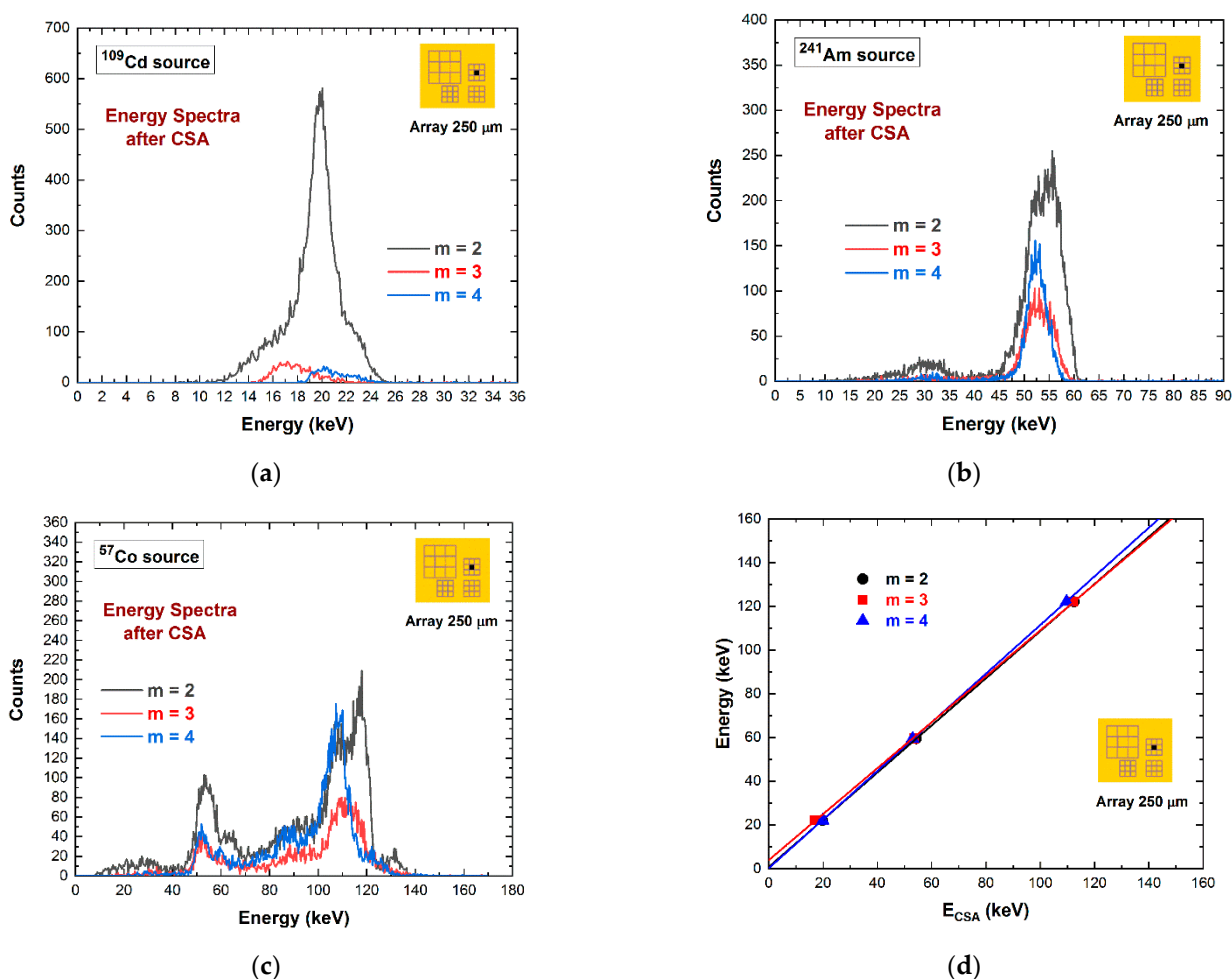 700
600
500
400
300
200
100
0
Counts
109Cd source
Energy Spectra
after CSA
Array 250 μm
m = 2
m = 3
m = 4
0 2 4 6 8 10 12 14 16 18 20 22 24 26 28 30 32 34 36
Energy (keV)
(a)
400
350
300
250
200
150
100
50
0
Counts
241Am source
Energy Spectra
after CSA
Array 250 μm
m = 2
m = 3
m = 4
0 5 10 15 20 25 30 35 40 45 50 55 60 65 70 75 80 85 90
Energy (keV)
(b)
360
340
320
300
280
260
240
220
200
180
160
140
120
100
80
60
40
20
0
Counts
57Co source
Energy Spectra
after CSA
Array 250 μm
m = 2
m = 3
m = 4
0 20 40 60 80 100 120 140 160 180
Energy (keV)
(c)
160
140
120
100
80
60
40
20
0
Energy (keV)
m = 2
m = 3
m = 4
Array 250 μm
0 20 40 60 80 100 120 140 160
ECSA (keV)
(d)